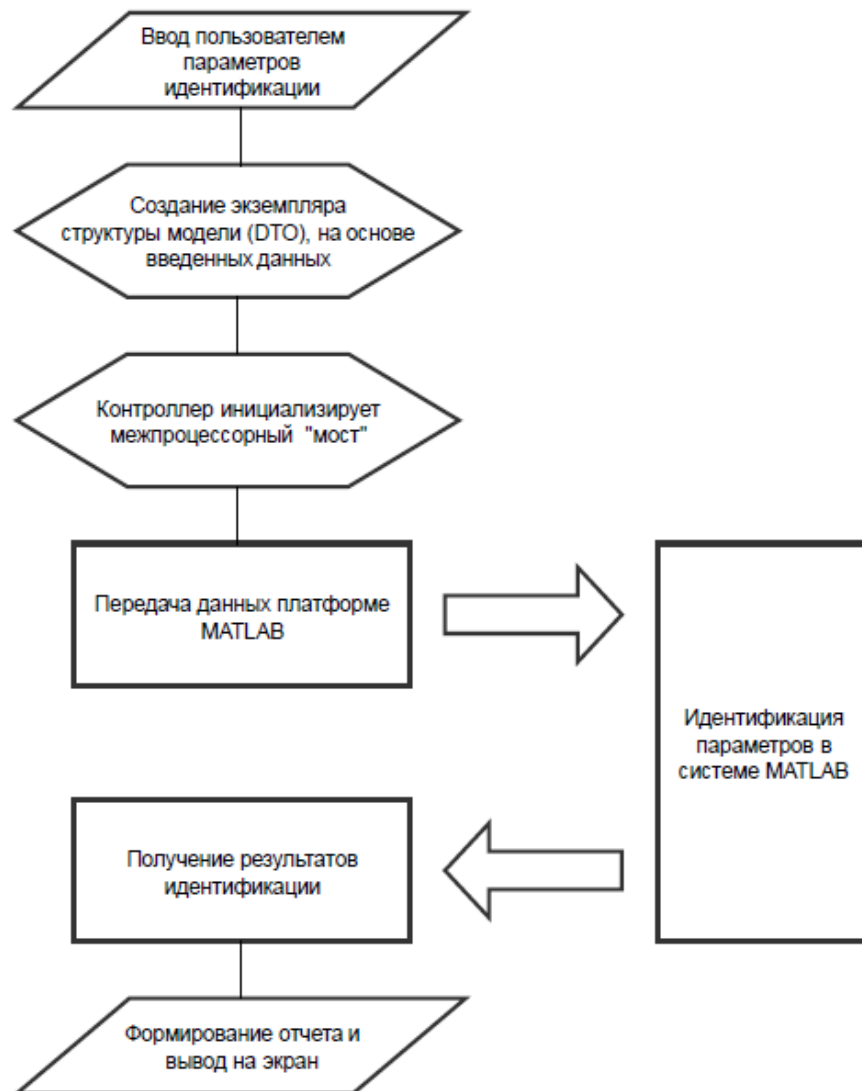 Ввод пользователем
параметров
идентификации
Создание экземпляра
структуры модели (DTO), на основе
введенных данных
Контроллер инициализирует
межпроцессорный "мост"
Передача данных платформе
MATLAB
Идентификация
параметров в
системе MATLAB
Получение результатов
идентификации
Формирование отчета и
вывод на экран